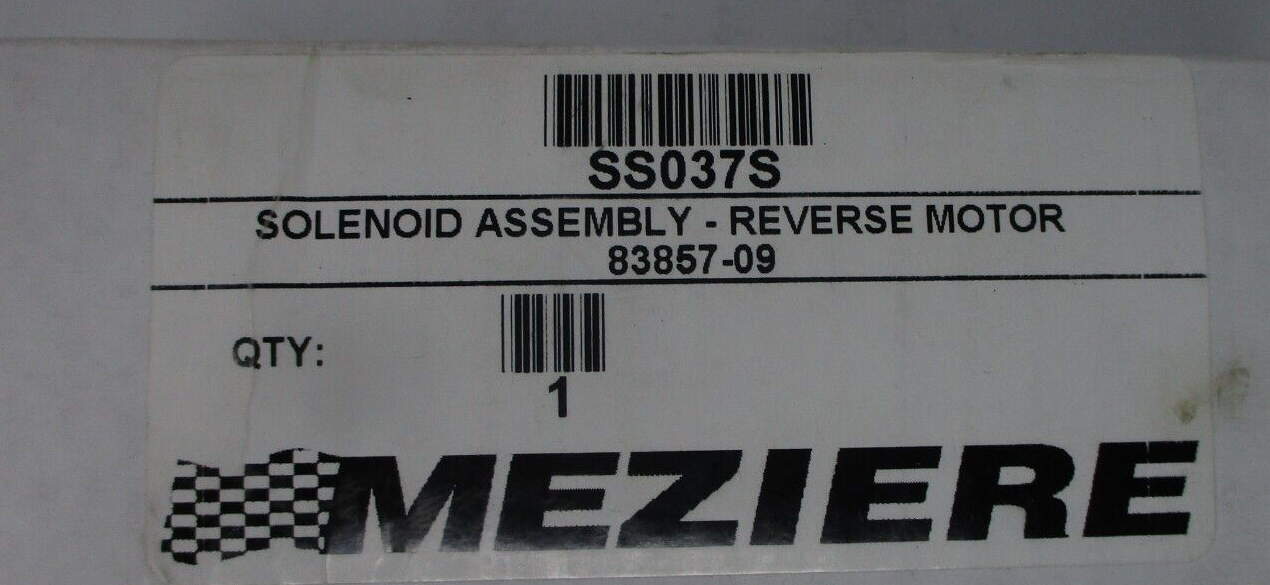 SS037S
SOLENOID ASSEMBLY - REVERSE MOTOR
83857-09
QTY:
1
MEZIERE